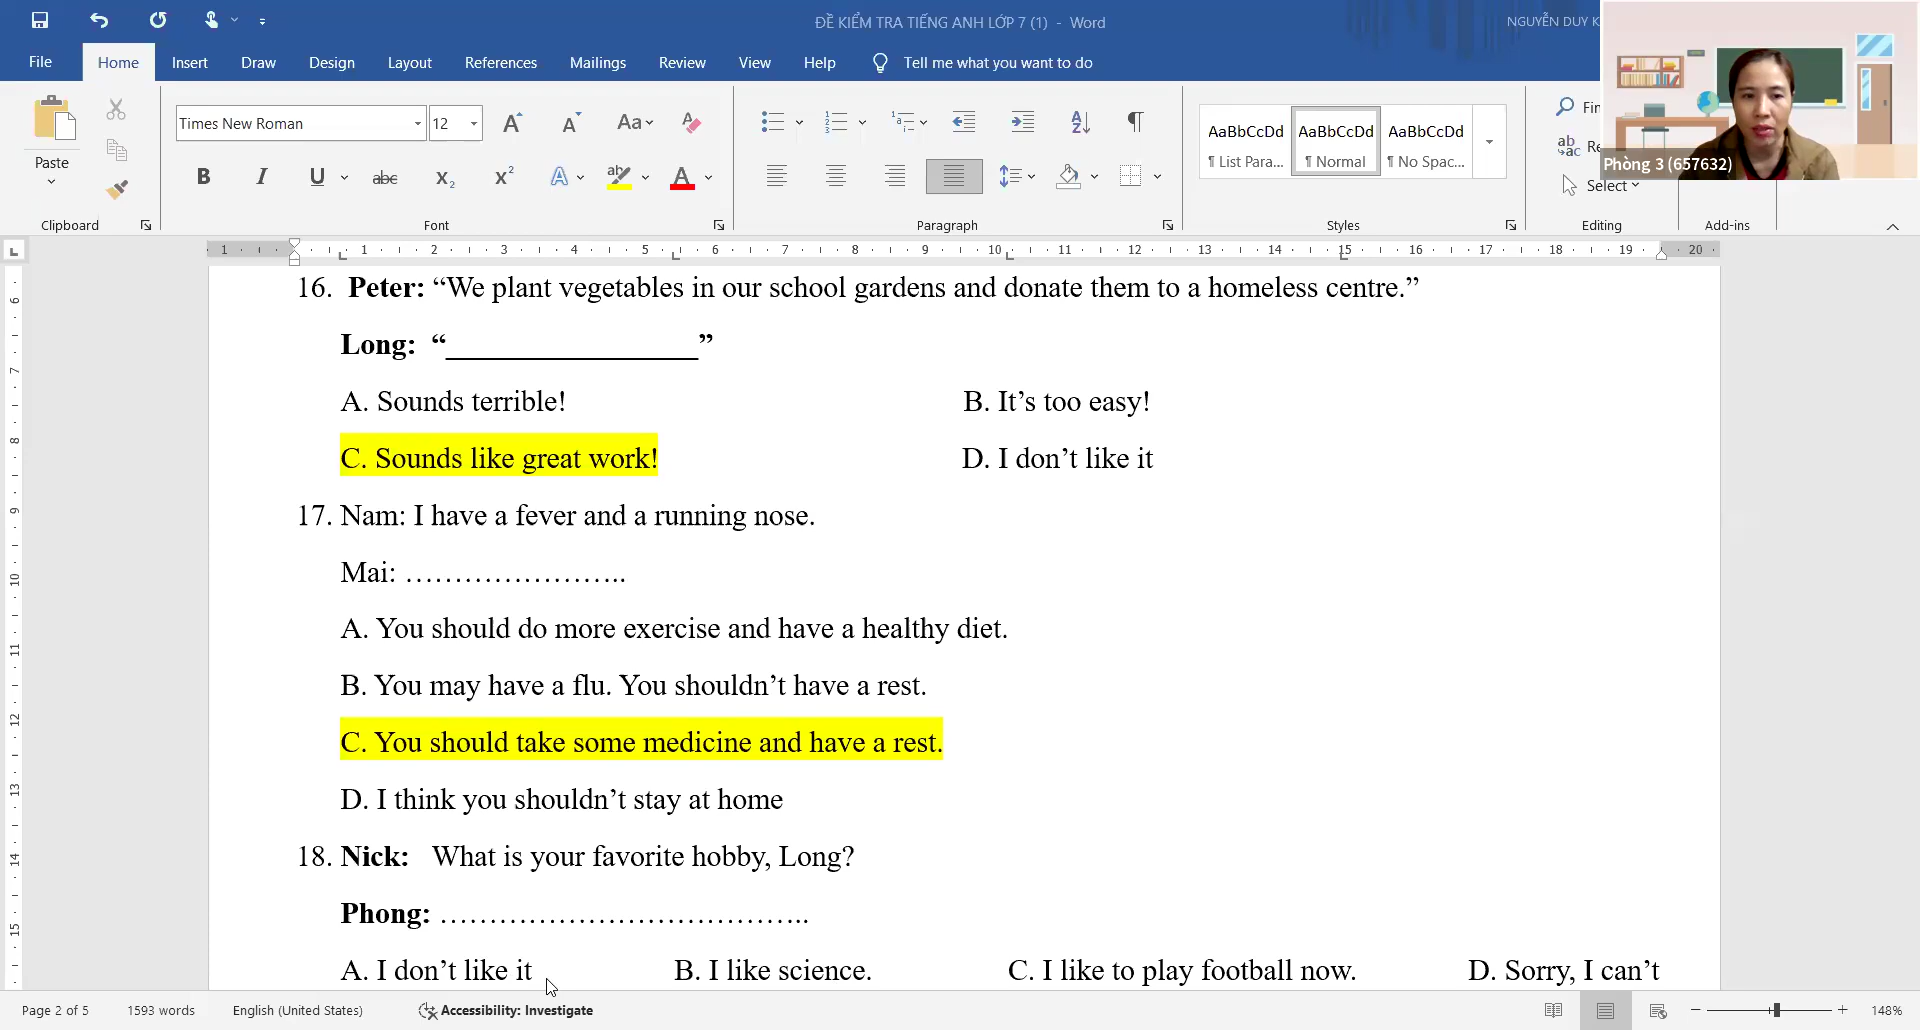 ĐỀ KIỂM TRA TIẾNG ANH LỚP 7 (1) - Word
NGUYỄN DUY K
File Home Insert Draw Design Layout References Mailings Review View Help Tell me what you want to do
Paste
Clipboard
Times New Roman 12
Font
Paragraph
AaBbCcDd AaBbCcDd AaBbCcDd
¶ List Para... ¶ Normal ¶ No Spac...
Styles
Select
Editing
Add-ins
Phòng 3 (657632)
16. Peter: “We plant vegetables in our school gardens and donate them to a homeless centre.”
Long: “__________________”
A. Sounds terrible! B. It’s too easy!
C. Sounds like great work! D. I don’t like it
17. Nam: I have a fever and a running nose.
Mai: …………………..
A. You should do more exercise and have a healthy diet.
B. You may have a flu. You shouldn’t have a rest.
C. You should take some medicine and have a rest.
D. I think you shouldn’t stay at home
18. Nick: What is your favorite hobby, Long?
Phong: ………………………………..
A. I don’t like it B. I like science. C. I like to play football now. D. Sorry, I can’t
Page 2 of 5 1593 words English (United States) Accessibility: Investigate 148%